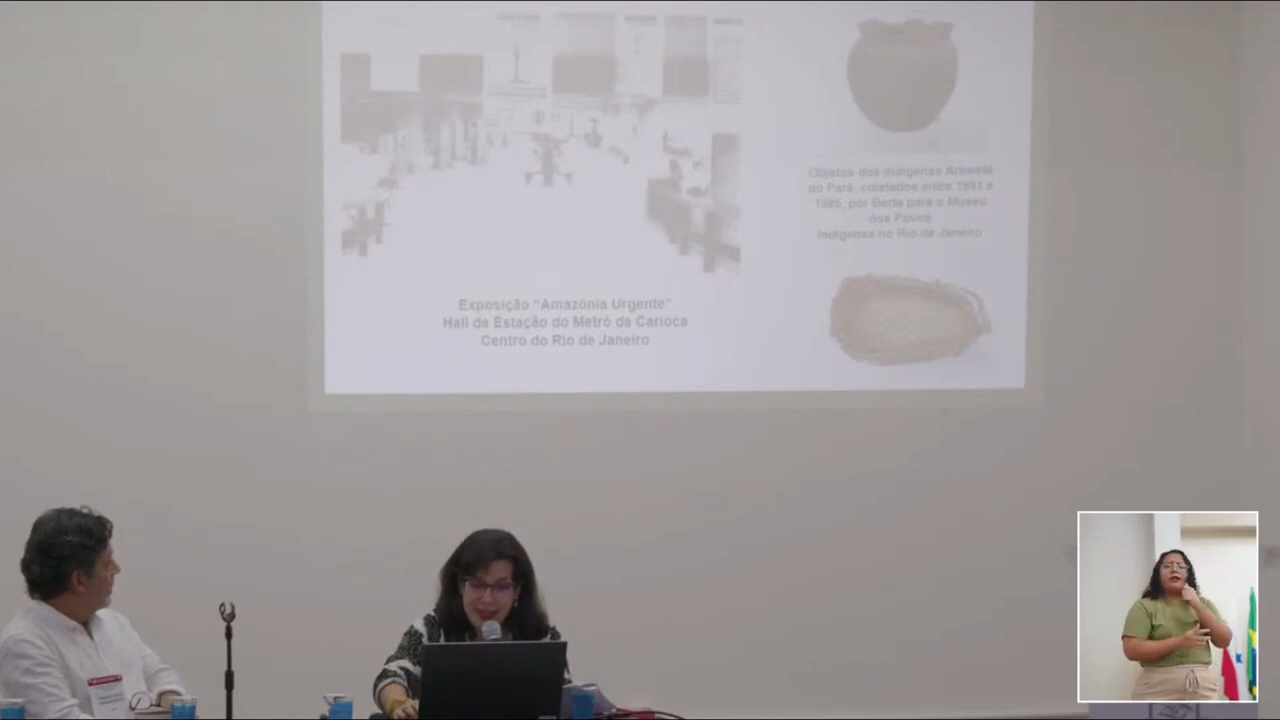 Exposição "Amazônia Urgente"
Hall da Estação do Metrô da Carioca
Centro do Rio de Janeiro
Objetos dos indígenas Araweté
do Pará, coletados entre 1981 e
1985, por Berta para o Museu
dos Povos
Indígenas no Rio de Janeiro